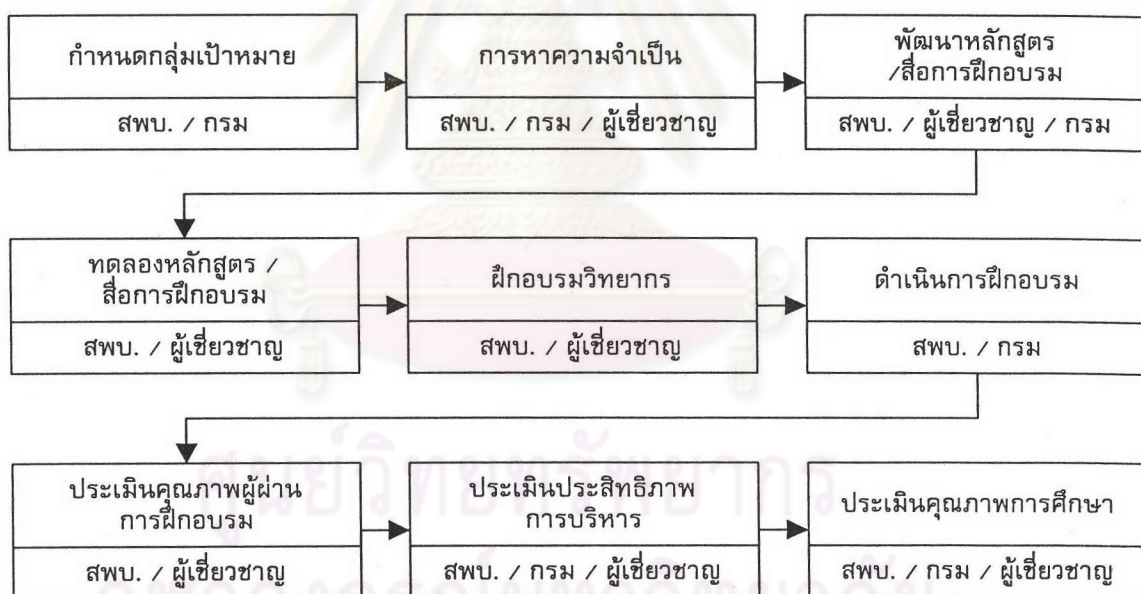 กำหนดกลุ่มเป้าหมาย
สพบ. / กรม
การหาความจำเป็น
สพบ. / กรม / ผู้เชี่ยวชาญ
พัฒนาหลักสูตร
/สื่อการฝึกอบรม
สพบ. / ผู้เชี่ยวชาญ / กรม
ทดลองหลักสูตร /
สื่อการฝึกอบรม
สพบ. / ผู้เชี่ยวชาญ
ฝึกอบรมวิทยากร
สพบ. / ผู้เชี่ยวชาญ
ดำเนินการฝึกอบรม
สพบ. / กรม
ประเมินคุณภาพผู้ผ่าน
การฝึกอบรม
สพบ. / ผู้เชี่ยวชาญ
ประเมินประสิทธิภาพ
การบริหาร
สพบ. / กรม / ผู้เชี่ยวชาญ
ประเมินคุณภาพการศึกษา
สพบ. / กรม / ผู้เชี่ยวชาญ
ศูนย์วิทยทรัพยากร